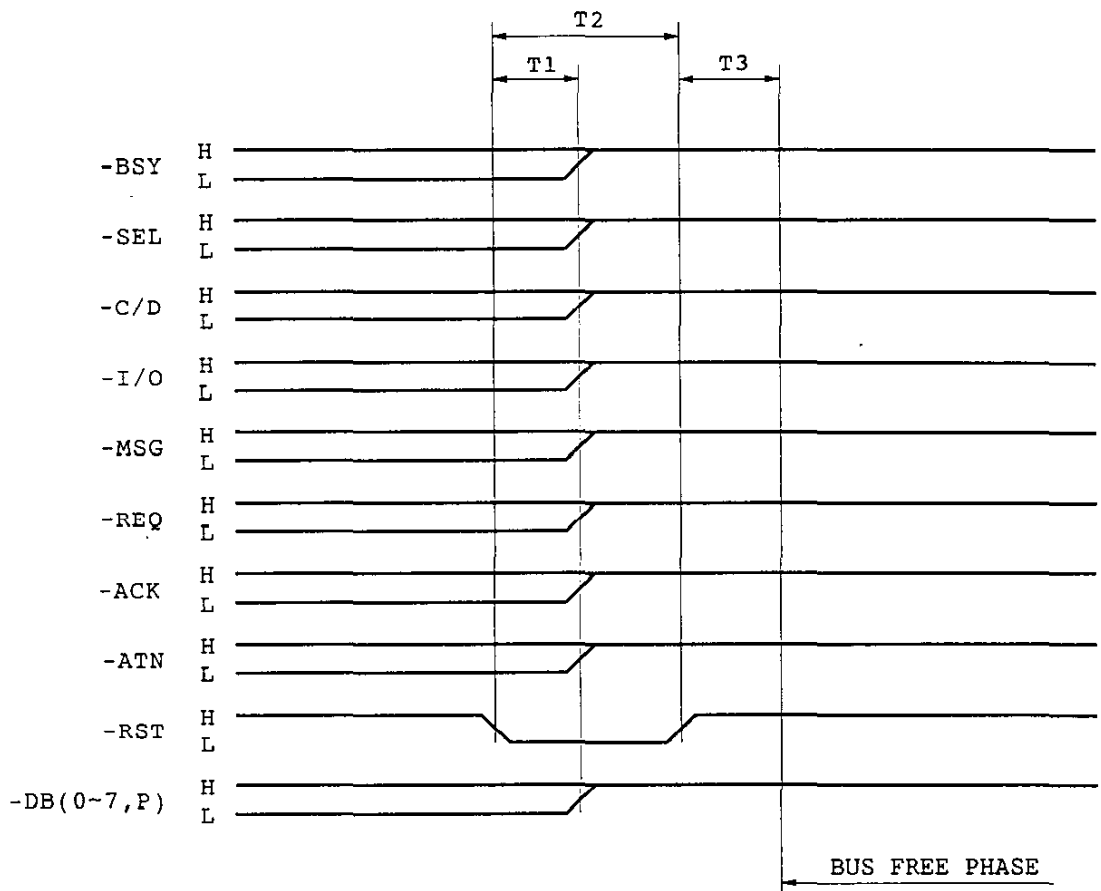 T2
T1 T3
-BSY H
L
-SEL H
L
-C/D H
L
-I/O H
L
-MSG H
L
-REQ H
L
-ACK H
L
-ATN H
L
-RST H
L
-DB(0~7,P) H
L
BUS FREE PHASE